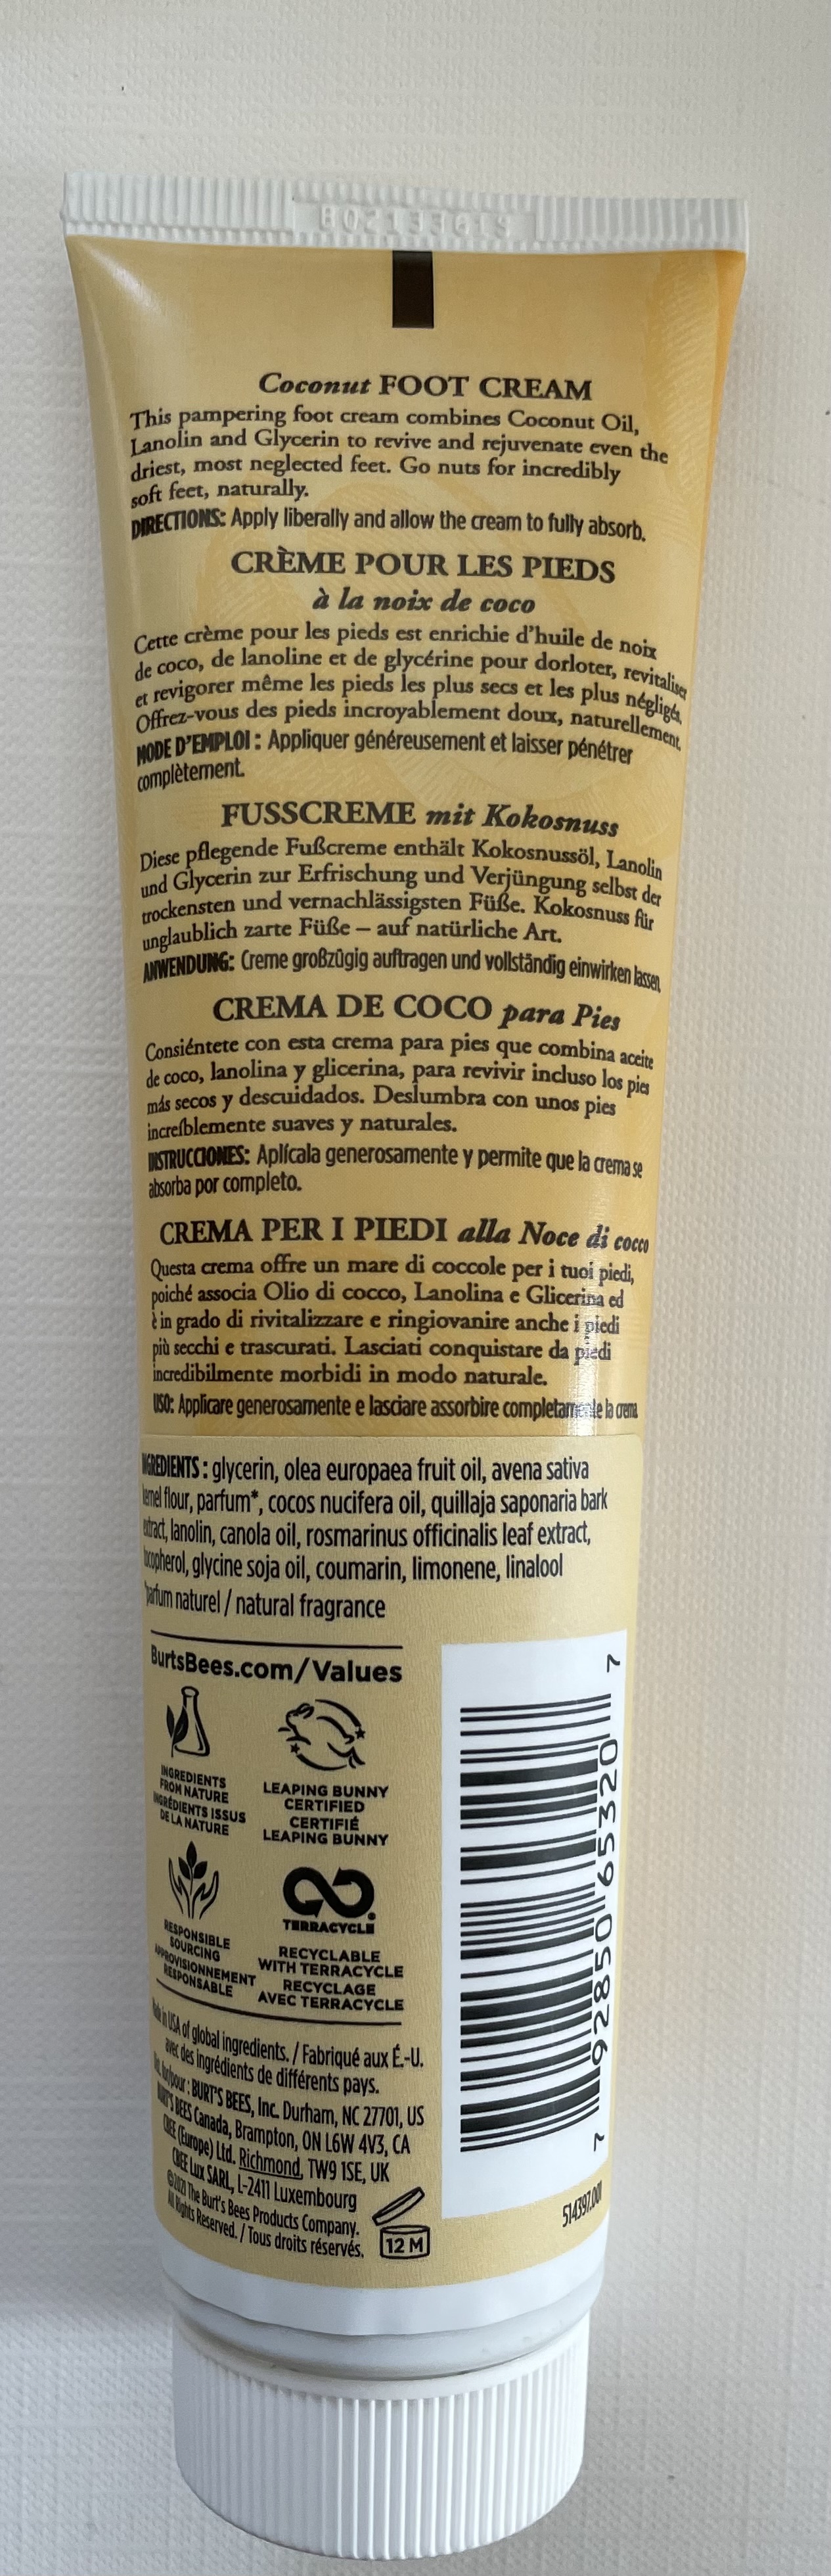 Coconut FOOT CREAM
This pampering foot cream combines Coconut Oil,
Lanolin and Glycerin to revive and rejuvenate even the
driest, most neglected feet. Go nuts for incredibly
soft feet, naturally.
DIRECTIONS: Apply liberally and allow the cream to fully absorb.
CRÈME POUR LES PIEDS
à la noix de coco
Cette crème pour les pieds est enrichie d'huile de noix
de coco, de lanoline et de glycérine pour dorloter, revitaliser
et revigorer même les pieds les plus secs et les plus négligés.
Offrez-vous des pieds incroyablement doux, naturellement.
MODE D'EMPLOI : Appliquer généreusement et laisser pénétrer
complètement.
FUSSCREME mit Kokosnuss
Diese pflegende Fußcreme enthält Kokosnussöl, Lanolin
und Glycerin zur Erfrischung und Verjüngung selbst der
trockensten und vernachlässigsten Füße. Kokosnuss für
unglaublich zarte Füße – auf natürliche Art.
ANWENDUNG: Creme großzügig auftragen und vollständig einwirken lassen.
CREMA DE COCO para Pies
Consiéntete con esta crema para pies que combina aceite
de coco, lanolina y glicerina, para revivir incluso los pies
más secos y descuidados. Deslumbra con unos pies
increíblemente suaves y naturales.
INSTRUCCIONES: Aplícala generosamente y permite que la crema se
absorba por completo.
CREMA PER I PIEDI alla Noce di cocco
Questa crema offre un mare di coccole per i tuoi piedi,
poiché associa Olio di cocco, Lanolina e Glicerina ed
è in grado di rivitalizzare e ringiovanire anche i piedi
più secchi e trascurati. Lasciati conquistare da piedi
incredibilmente morbidi in modo naturale.
USO: Applicare generosamente e lasciare assorbire completamente la crema
INGREDIENTS : glycerin, olea europaea fruit oil, avena sativa
kernel flour, parfum*, cocos nucifera oil, quillaja saponaria bark
extract, lanolin, canola oil, rosmarinus officinalis leaf extract,
tocopherol, glycine soja oil, coumarin, limonene, linalool
*parfum naturel / natural fragrance
BurtsBees.com/Values
INGREDIENTS
FROM NATURE
INGRÉDIENTS ISSUS
DE LA NATURE
LEAPING BUNNY
CERTIFIED
CERTIFIÉ
LEAPING BUNNY
RESPONSIBLE
SOURCING
APPROVISIONNEMENT
RESPONSABLE
TERRACYCLE
RECYCLABLE
WITH TERRACYCLE
RECYCLAGE
AVEC TERRACYCLE
Made in USA of global ingredients. / Fabriqué aux É.-U.
avec des ingrédients de différents pays.
BURT'S BEES, Inc. Durham, NC 27701, US
BURT'S BEES Canada, Brampton, ON L6W 4V3, CA
CBEE (Europe) Ltd. Richmond, TW9 1SE, UK
CBEE Lux SARL, L-2411 Luxembourg
©2021 The Burt's Bees Products Company.
All Rights Reserved. / Tous droits réservés.
12 M
7 92850 65320 7
514397.001